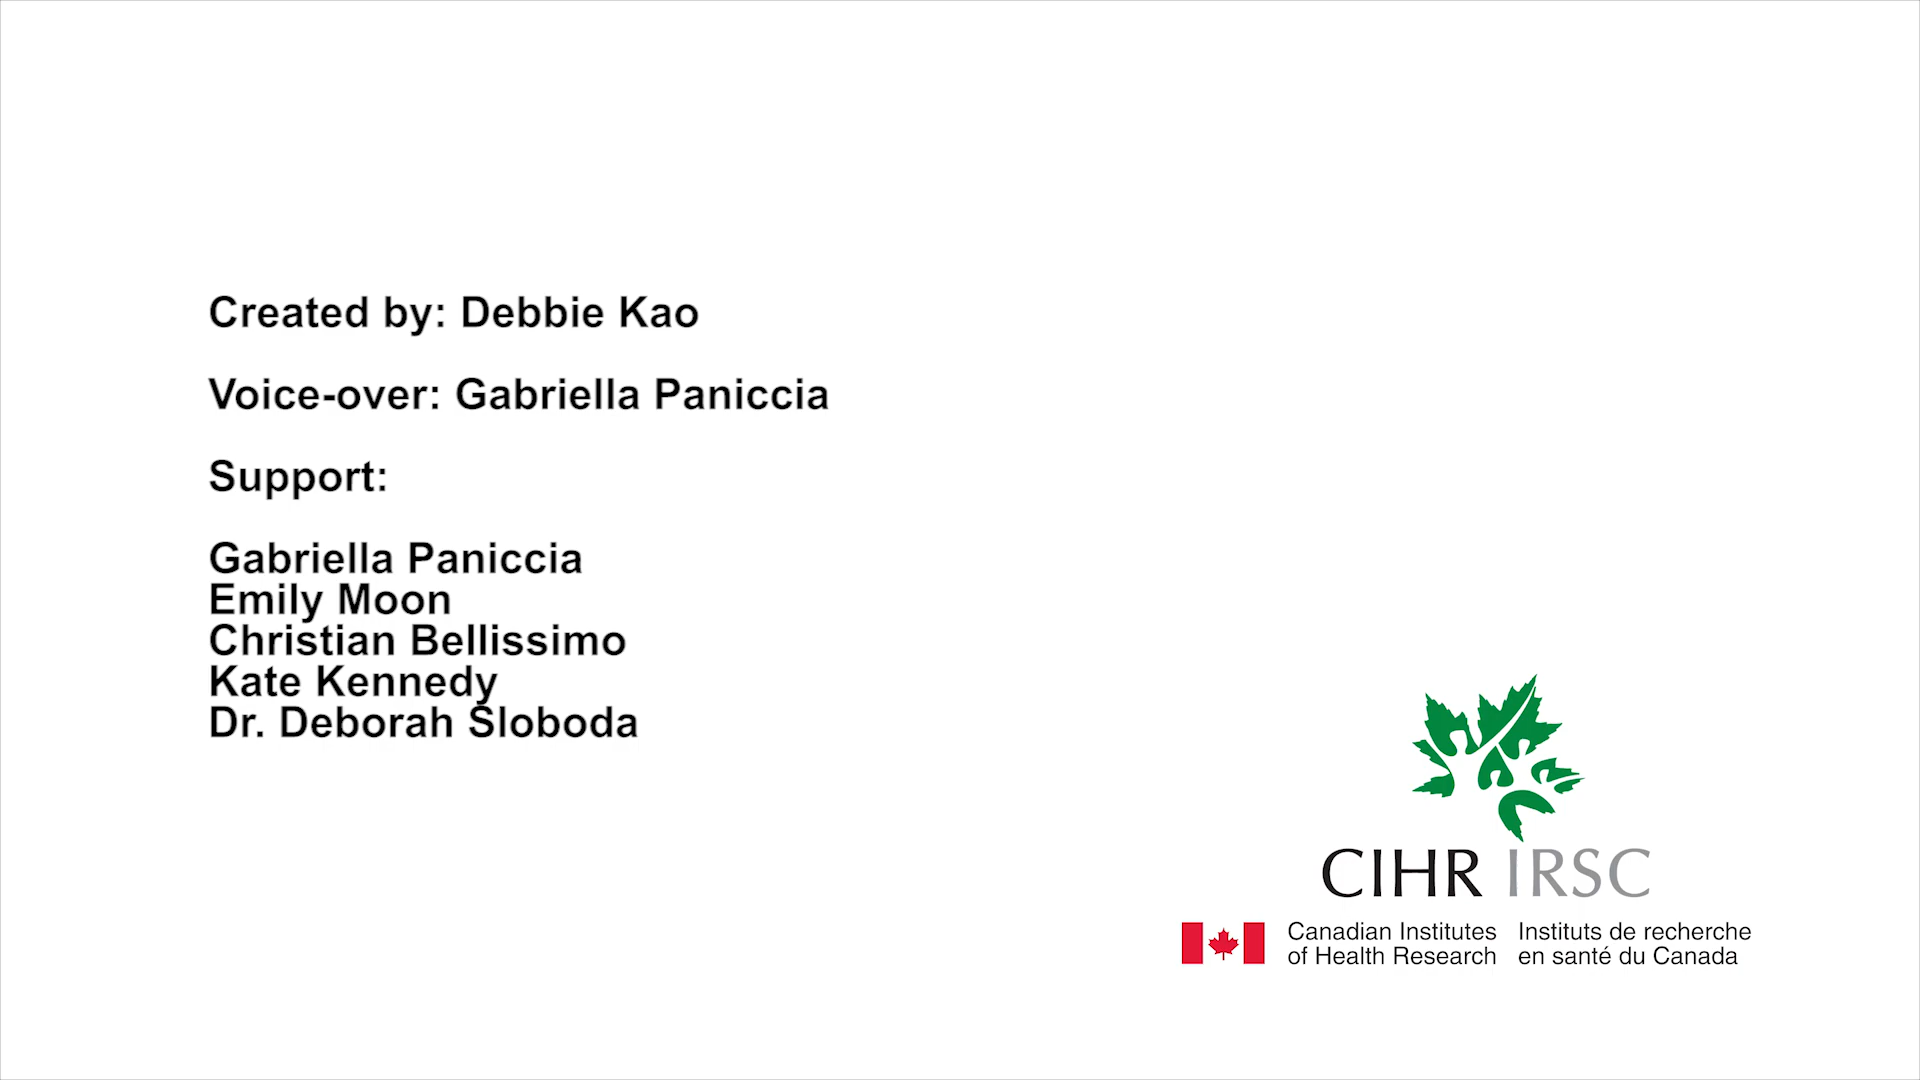 Created by: Debbie Kao
Voice-over: Gabriella Paniccia
Support:
Gabriella Paniccia
Emily Moon
Christian Bellissimo
Kate Kennedy
Dr. Deborah Sloboda
CIHR IRSC
Canadian Institutes
of Health Research
Instituts de recherche
en santé du Canada